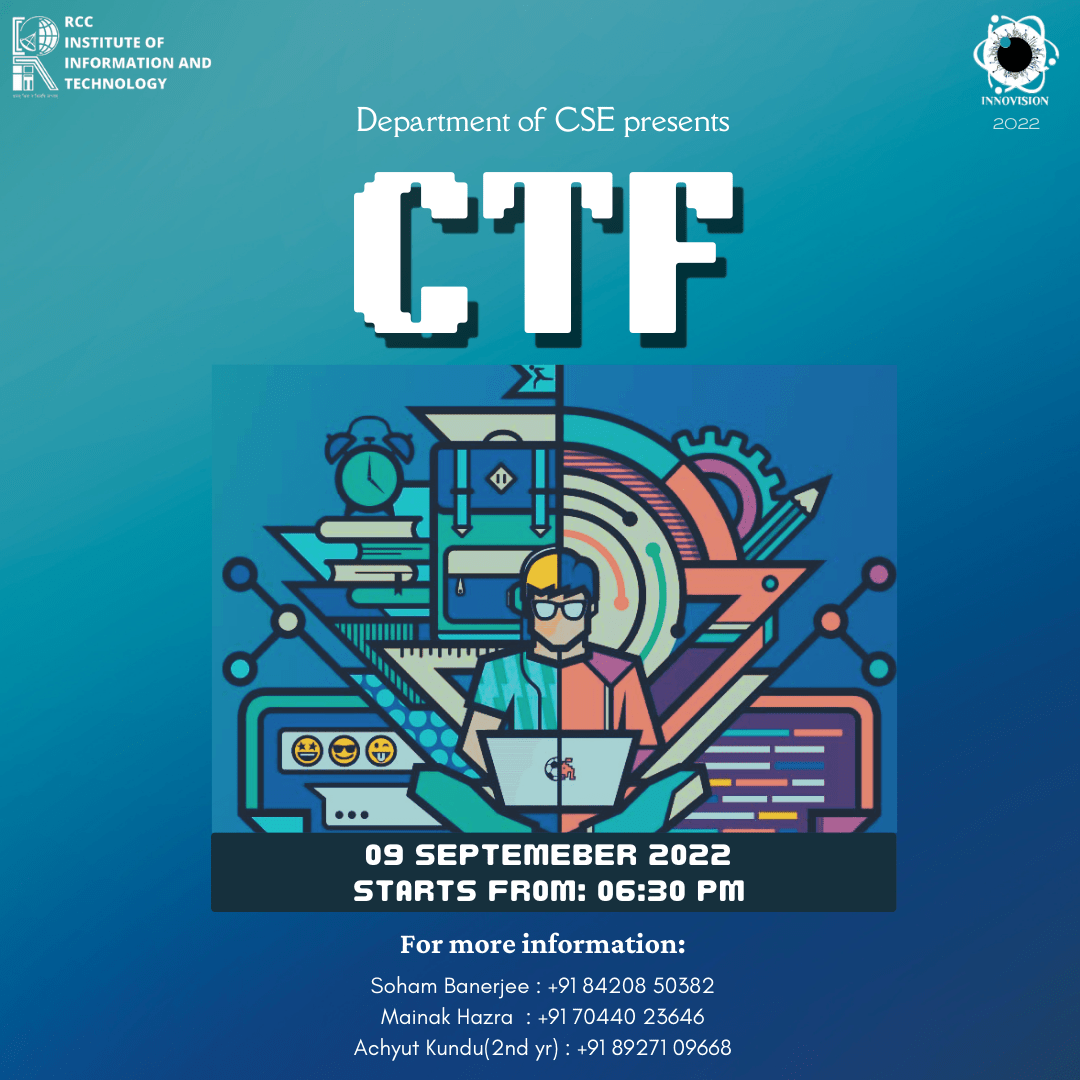 RCC
INSTITUTE OF
INFORMATION AND
TECHNOLOGY
INNOVISION
2022
Department of CSE presents
CTF
09 SEPTEMEBER 2022
STARTS FROM: 06:30 PM
For more information:
Soham Banerjee : +91 84208 50382
Mainak Hazra : +91 70440 23646
Achyut Kundu(2nd yr) : +91 89271 09668